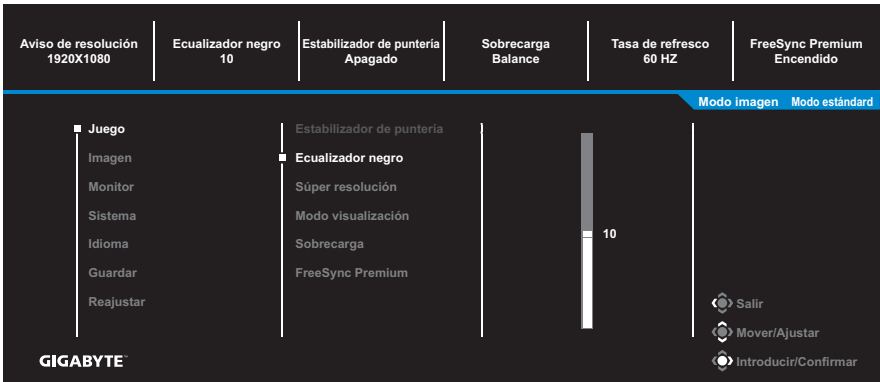 Aviso de resolución
1920X1080
Ecualizador negro
10
Estabilizador de puntería
Apagado
Sobrecarga
Balance
Tasa de refresco
60 HZ
FreeSync Premium
Encendido
Modo imagen Modo estándard
Juego
Imagen
Monitor
Sistema
Idioma
Guardar
Reajustar
Estabilizador de puntería
Ecualizador negro
Súper resolución
Modo visualización
Sobrecarga
FreeSync Premium
10
Salir
Mover/Ajustar
Introducir/Confirmar
GIGABYTE™